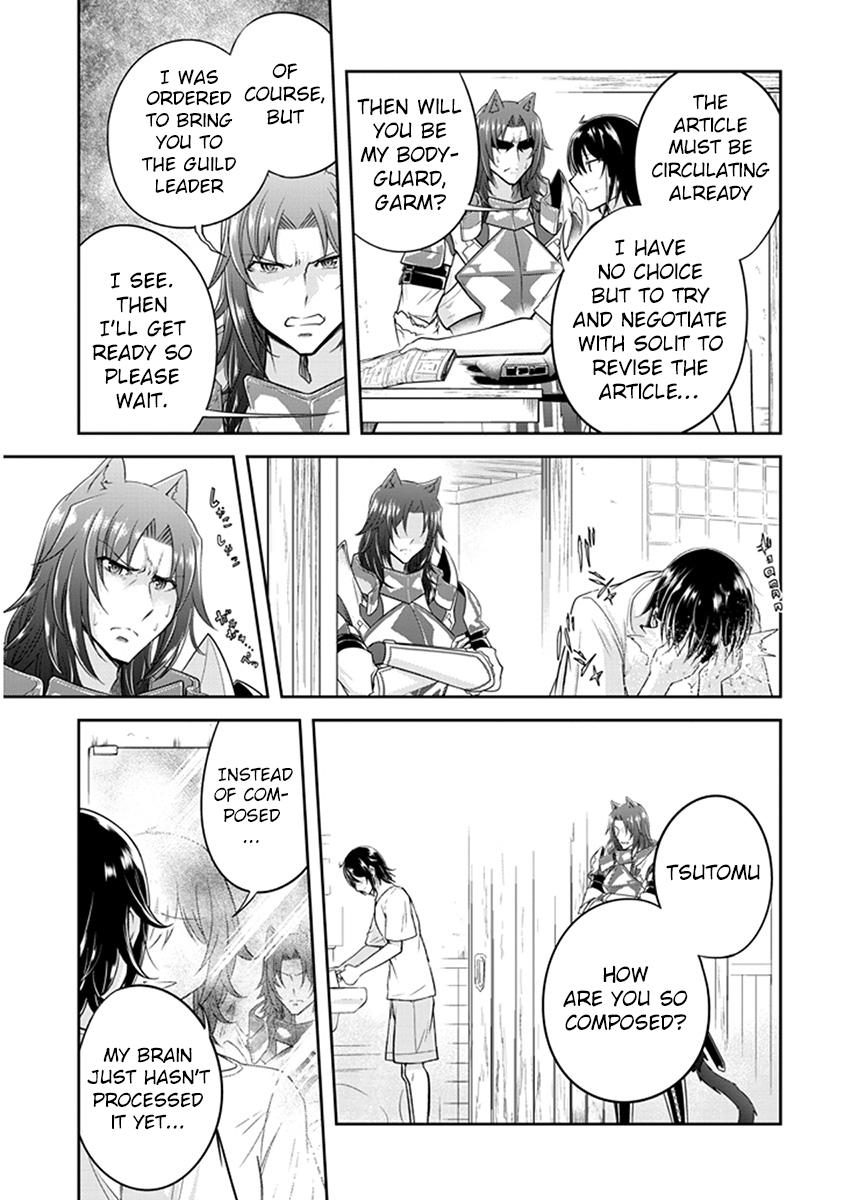 THE
ARTICLE
MUST BE
CIRCULATING
ALREADY
I HAVE
NO CHOICE
BUT TO TRY
AND NEGOTIATE
WITH SOLIT TO
REVISE THE
ARTICLE...
THEN WILL
YOU BE
MY BODY-
GUARD,
GARM?
OF
COURSE,
BUT
I WAS
ORDERED
TO BRING
YOU TO
THE GUILD
LEADER
I SEE.
THEN
I'LL GET
READY SO
PLEASE
WAIT.
TSUTOMU
HOW
ARE YOU SO
COMPOSED?
INSTEAD
OF COM-
POSED
...
MY BRAIN
JUST HASN'T
PROCESSED
IT YET...